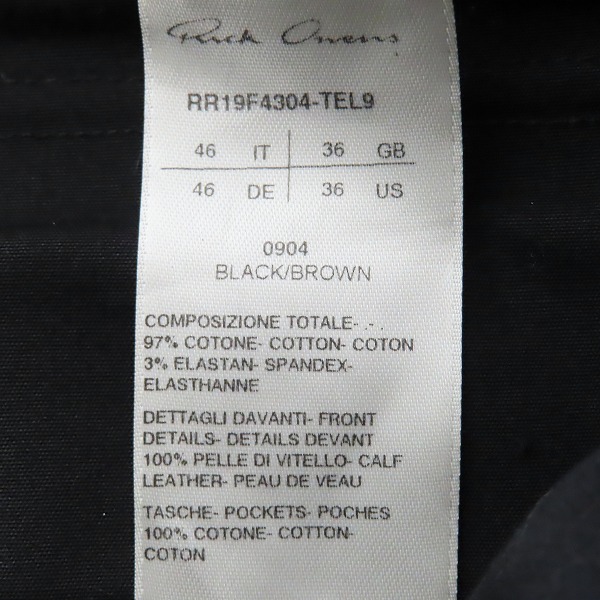 Rick Owens
RR19F4304-TEL9
46 IT 36 GB
46 DE 36 US
0904
BLACK/BROWN
COMPOSIZIONE TOTALE- .- .
97% COTONE- COTTON- COTON
3% ELASTAN- SPANDEX-
ELASTHANNE
DETTAGLI DAVANTI- FRONT
DETAILS- DETAILS DEVANT
100% PELLE DI VITELLO- CALF
LEATHER- PEAU DE VEAU
TASCHE- POCKETS- POCHES
100% COTONE- COTTON-
COTON